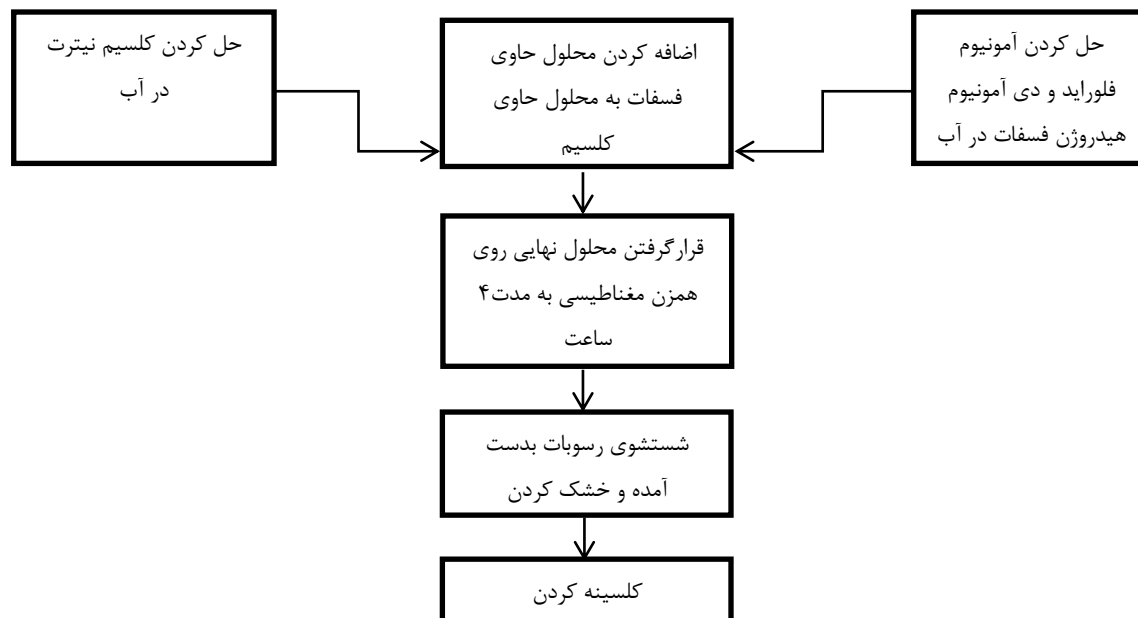 حل کردن آمونیوم
فلوراید و دی آمونیوم
هیدروژن فسفات در آب
اضافه کردن محلول حاوی
فسفات به محلول حاوی
کلسیم
حل کردن کلسیم نیترت
در آب
قرارگرفتن محلول نهایی روی
همزن مغناطیسی به مدت۴
ساعت
شستشوی رسوبات بدست
آمده و خشک کردن
کلسینه کردن